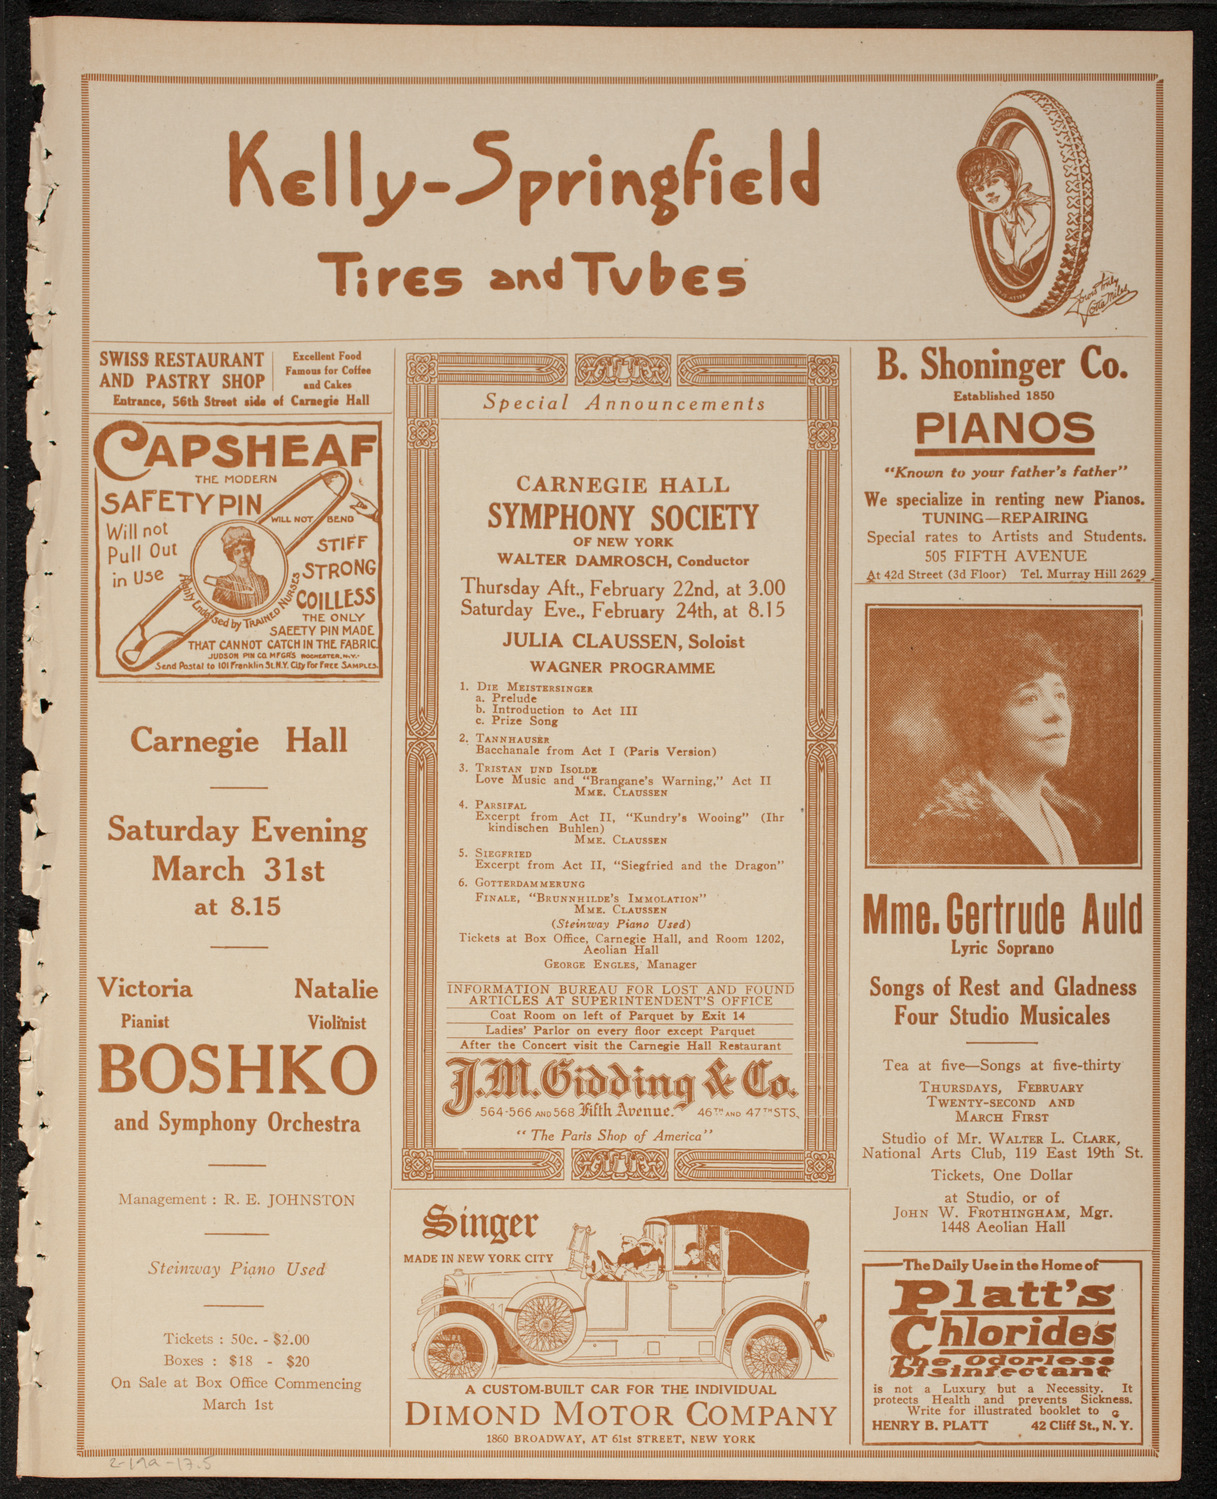 Kelly-Springfield
Tires and Tubes
Yours truly
Lotta Miles
SWISS RESTAURANT
AND PASTRY SHOP
Excellent Food
Famous for Coffee
and Cakes
Entrance, 56th Street side of Carnegie Hall
CAPSHEAF
THE MODERN
SAFETY PIN
WILL NOT BEND
Will not
Pull Out
in Use
STIFF
STRONG
COILLESS
Highly Endorsed by TRAINED NURSES
THE ONLY
SAFETY PIN MADE
THAT CANNOT CATCH IN THE FABRIC.
JUDSON PIN CO. MFGRS ROCHESTER, N.Y.
Send Postal to 101 Franklin St. N.Y. City for FREE SAMPLES.
Carnegie Hall
Saturday Evening
March 31st
at 8.15
Victoria Natalie
Pianist Violinist
BOSHKO
and Symphony Orchestra
Management : R. E. JOHNSTON
Steinway Piano Used
Tickets : 50c. - $2.00
Boxes : $18 - $20
On Sale at Box Office Commencing
March 1st
Special Announcements
CARNEGIE HALL
SYMPHONY SOCIETY
OF NEW YORK
WALTER DAMROSCH, Conductor
Thursday Aft., February 22nd, at 3.00
Saturday Eve., February 24th, at 8.15
JULIA CLAUSSEN, Soloist
WAGNER PROGRAMME
1. DIE MEISTERSINGER
a. Prelude
b. Introduction to Act III
c. Prize Song
2. TANNHAUSER
Bacchanale from Act I (Paris Version)
3. TRISTAN UND ISOLDE
Love Music and "Brangane's Warning," Act II
MME. CLAUSSEN
4. PARSIFAL
Excerpt from Act II, "Kundry's Wooing" (Ihr
kindischen Buhlen)
MME. CLAUSSEN
5. SIEGFRIED
Excerpt from Act II, "Siegfried and the Dragon"
6. GOTTERDAMMERUNG
FINALE, "BRUNNHILDE'S IMMOLATION"
MME. CLAUSSEN
(Steinway Piano Used)
Tickets at Box Office, Carnegie Hall, and Room 1202,
Aeolian Hall
GEORGE ENGLES, Manager
INFORMATION BUREAU FOR LOST AND FOUND
ARTICLES AT SUPERINTENDENT'S OFFICE
Coat Room on left of Parquet by Exit 14
Ladies' Parlor on every floor except Parquet
After the Concert visit the Carnegie Hall Restaurant
J.M. Gidding & Co.
564-566 AND 568 Fifth Avenue. 46TH AND 47TH STS.
"The Paris Shop of America"
Singer
MADE IN NEW YORK CITY
A CUSTOM-BUILT CAR FOR THE INDIVIDUAL
DIMOND MOTOR COMPANY
1860 BROADWAY, AT 61st STREET, NEW YORK
B. Shoninger Co.
Established 1850
PIANOS
"Known to your father's father"
We specialize in renting new Pianos.
TUNING—REPAIRING
Special rates to Artists and Students.
505 FIFTH AVENUE
At 42d Street (3d Floor) Tel. Murray Hill 2629
Mme. Gertrude Auld
Lyric Soprano
Songs of Rest and Gladness
Four Studio Musicales
Tea at five—Songs at five-thirty
THURSDAYS, FEBRUARY
TWENTY-SECOND AND
MARCH FIRST
Studio of Mr. WALTER L. CLARK,
National Arts Club, 119 East 19th St.
Tickets, One Dollar
at Studio, or of
JOHN W. FROTHINGHAM, Mgr.
1448 Aeolian Hall
The Daily Use in the Home of
Platt's
Chlorides
The Odorless
Disinfectant
is not a Luxury but a Necessity. It
protects Health and prevents Sickness.
Write for illustrated booklet to G
HENRY B. PLATT 42 Cliff St., N. Y.
2-19a-17.5